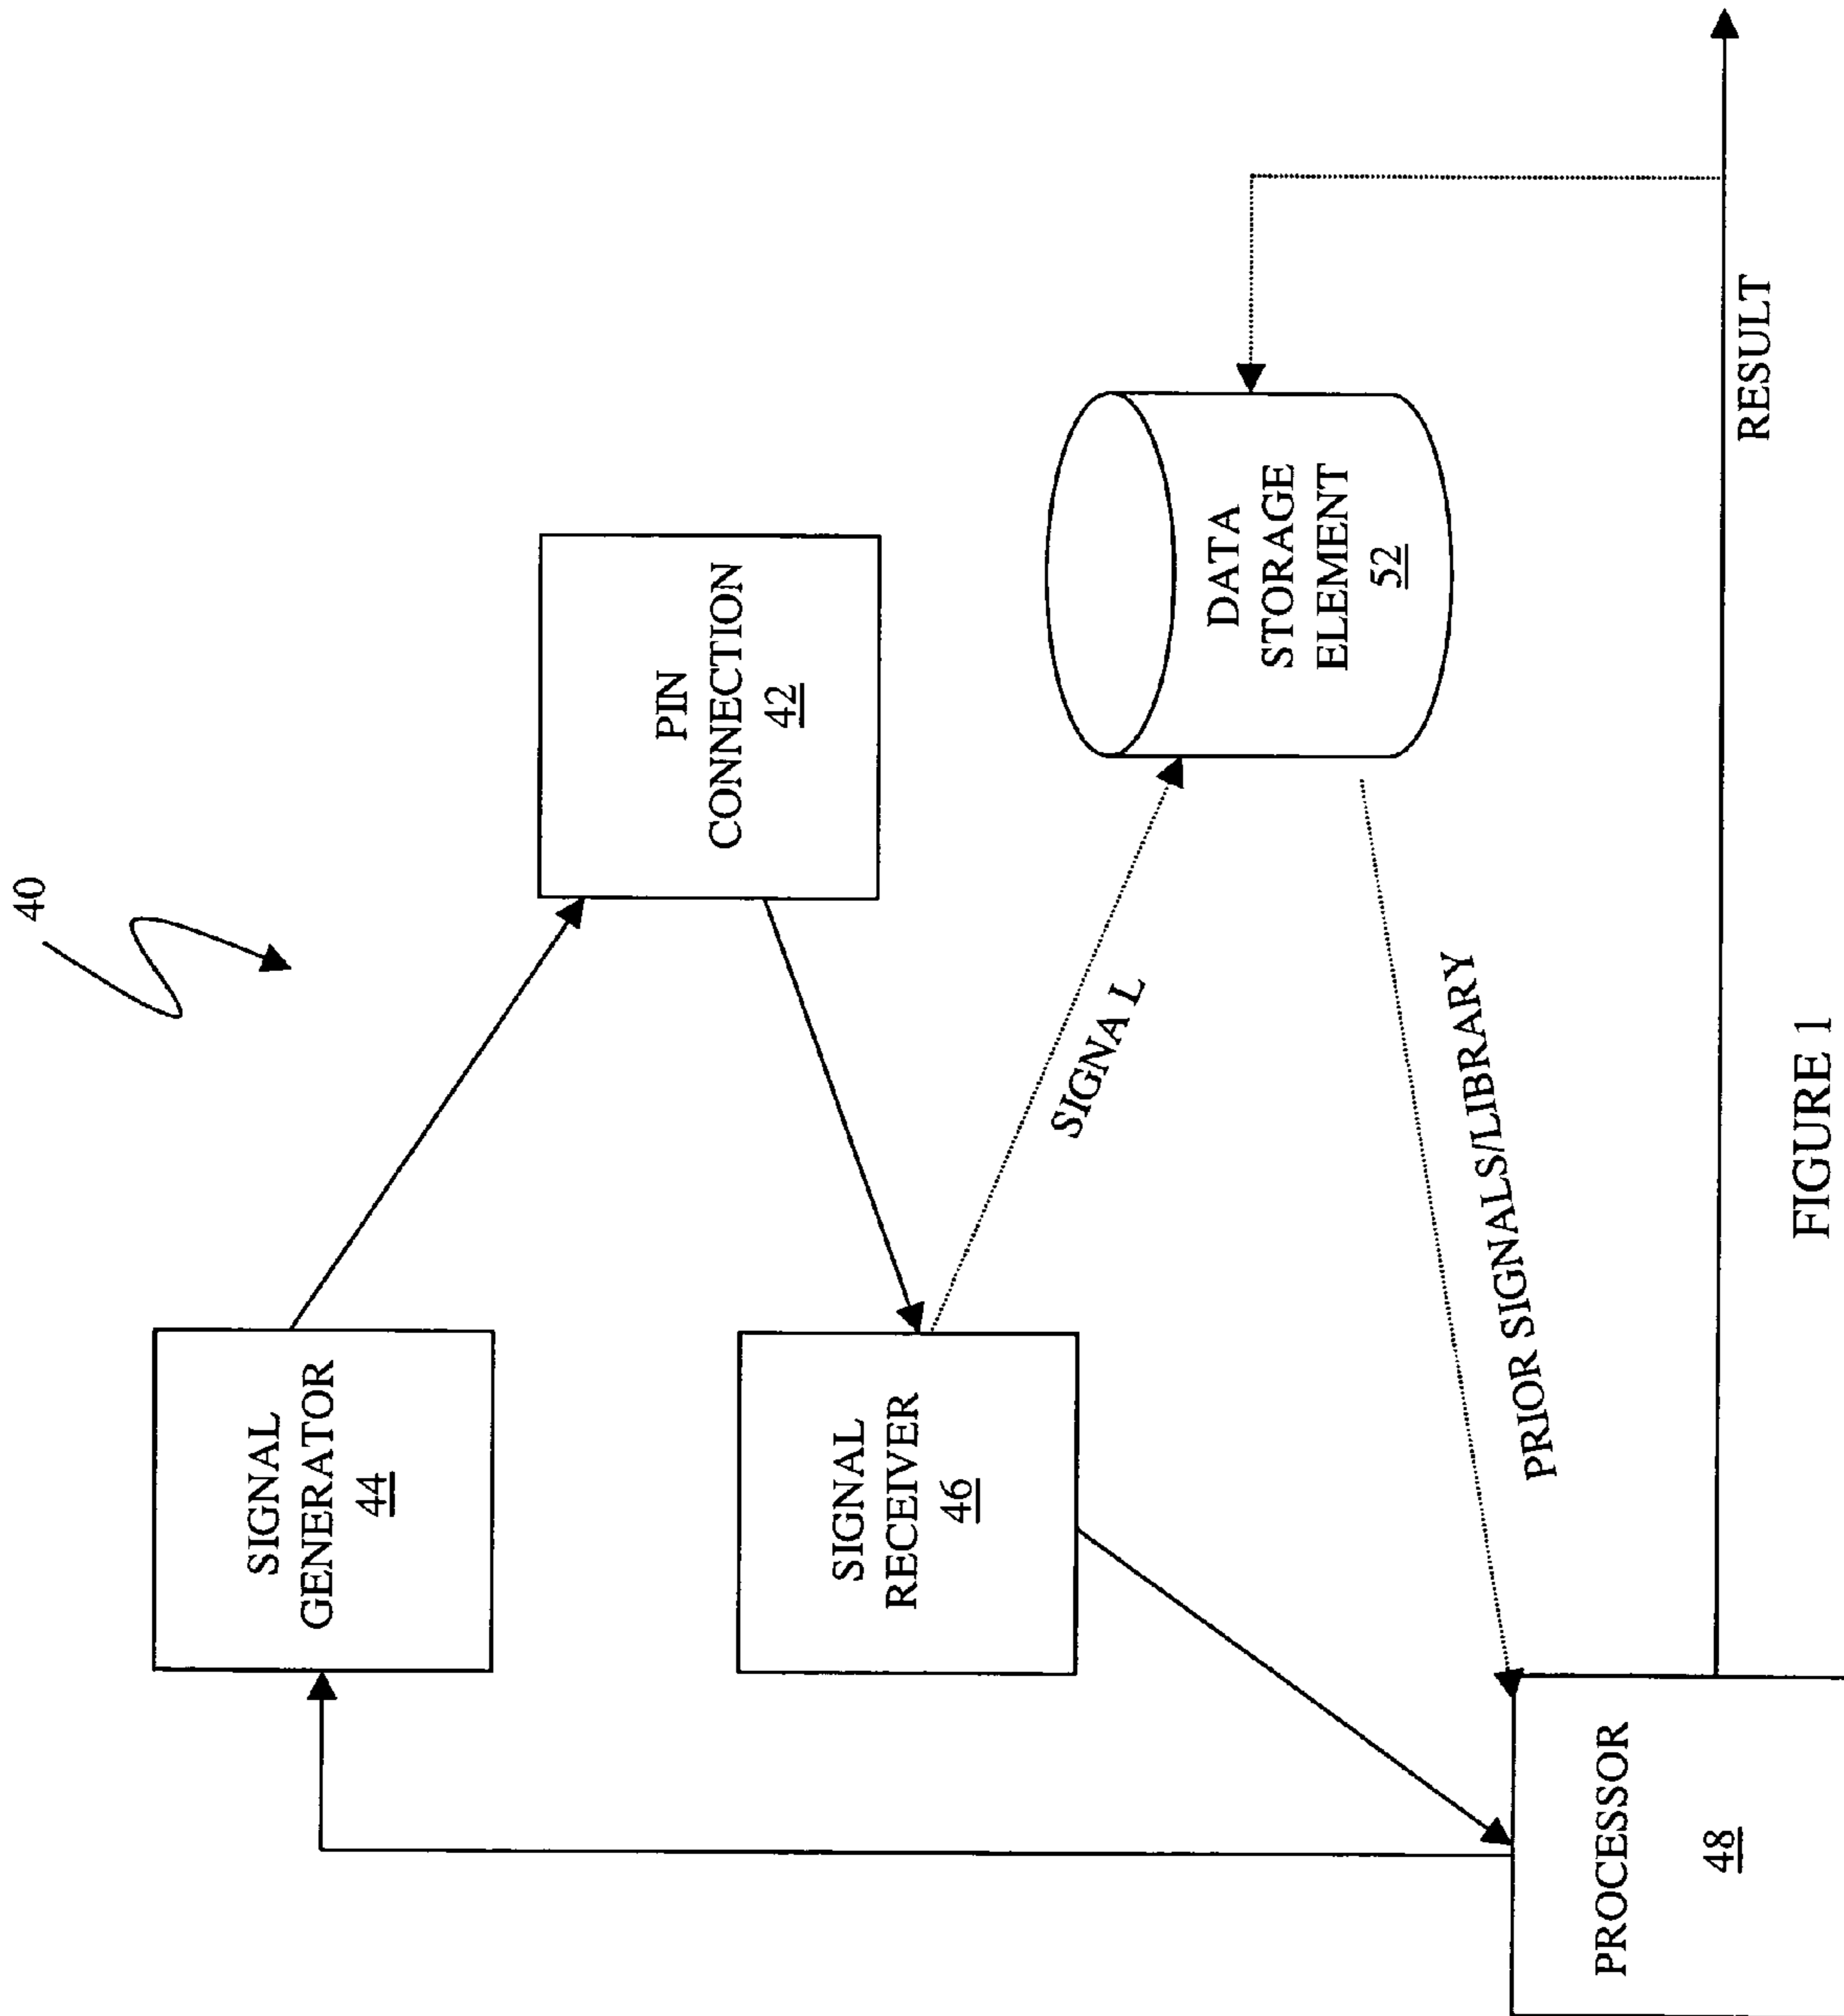 40
SIGNAL
GENERATOR
44
PIN
CONNECTION
42
SIGNAL
RECEIVER
46
SIGNAL
DATA
STORAGE
ELEMENT
52
PRIOR SIGNALS/LIBRARY
PROCESSOR
48
RESULT
FIGURE 1